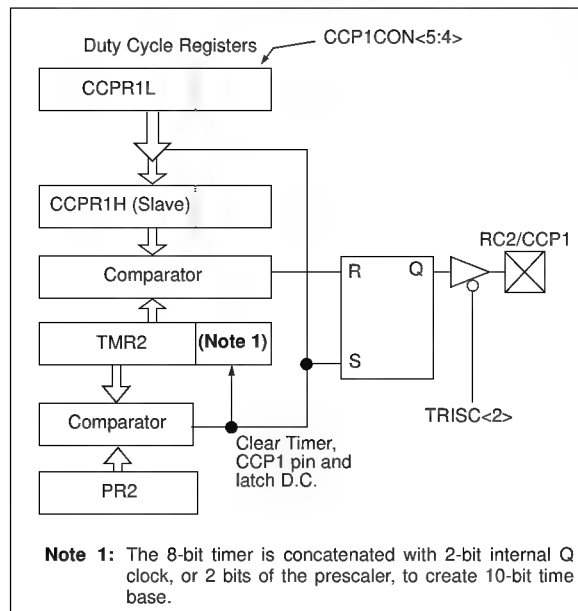 Duty Cycle Registers
CCP1CON<5:4>
CCPR1L
CCPR1H (Slave)
Comparator
TMR2
(Note 1)
Comparator
PR2
R
Q
S
RC2/CCP1
TRISC<2>
Clear Timer,
CCP1 pin and
latch D.C.
Note 1: The 8-bit timer is concatenated with 2-bit internal Q
clock, or 2 bits of the prescaler, to create 10-bit time
base.